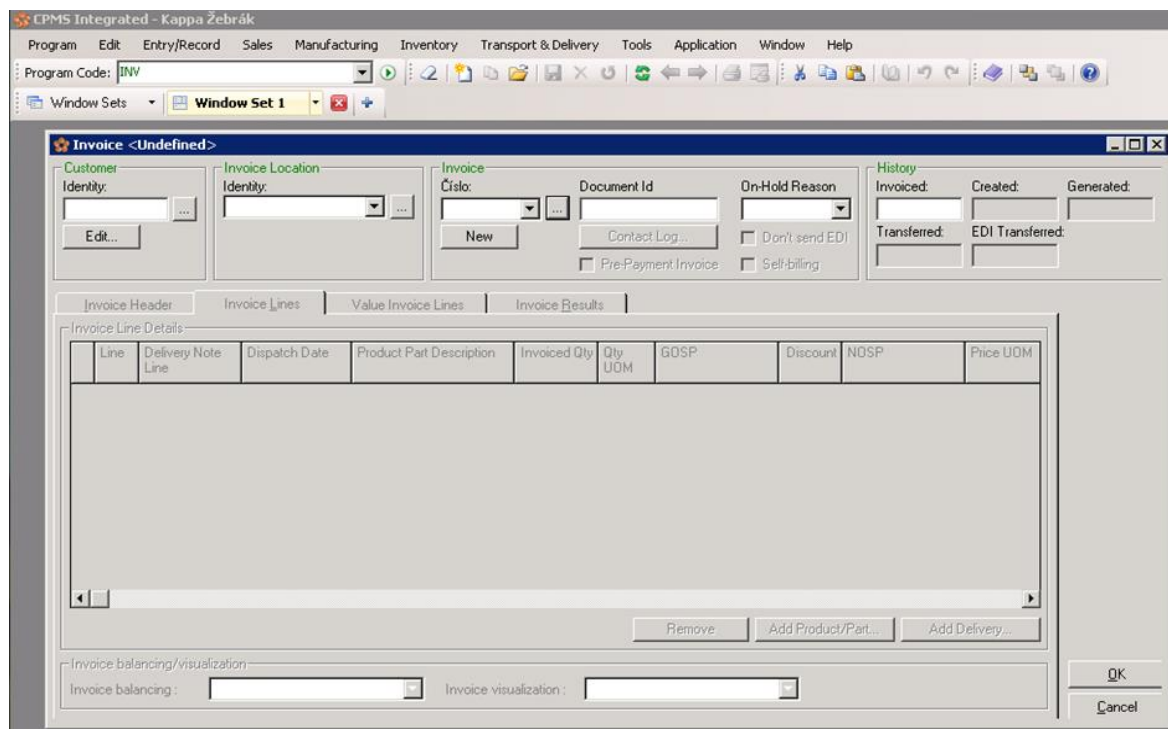 CPMS Integrated - Kappa Žebrák
Program Edit Entry/Record Sales Manufacturing Inventory Transport & Delivery Tools Application Window Help
Program Code: INV
Window Sets Window Set 1
Invoice <Undefined>
Customer Invoice Location Invoice History
Identity: Identity: Číslo: Document Id On-Hold Reason Invoiced: Created: Generated:
... ... ...
Edit... New Contact Log... Don't send EDI Transferred: EDI Transferred:
Pre-Payment Invoice Self-billing
Invoice Header Invoice Lines Value Invoice Lines Invoice Results
Invoice Line Details
Line Delivery Note Line Dispatch Date Product Part Description Invoiced Qty Qty UOM GOSP Discount NOSP Price UOM
Remove Add Product/Part... Add Delivery...
Invoice balancing/visualization
Invoice balancing : Invoice visualization :
OK
Cancel